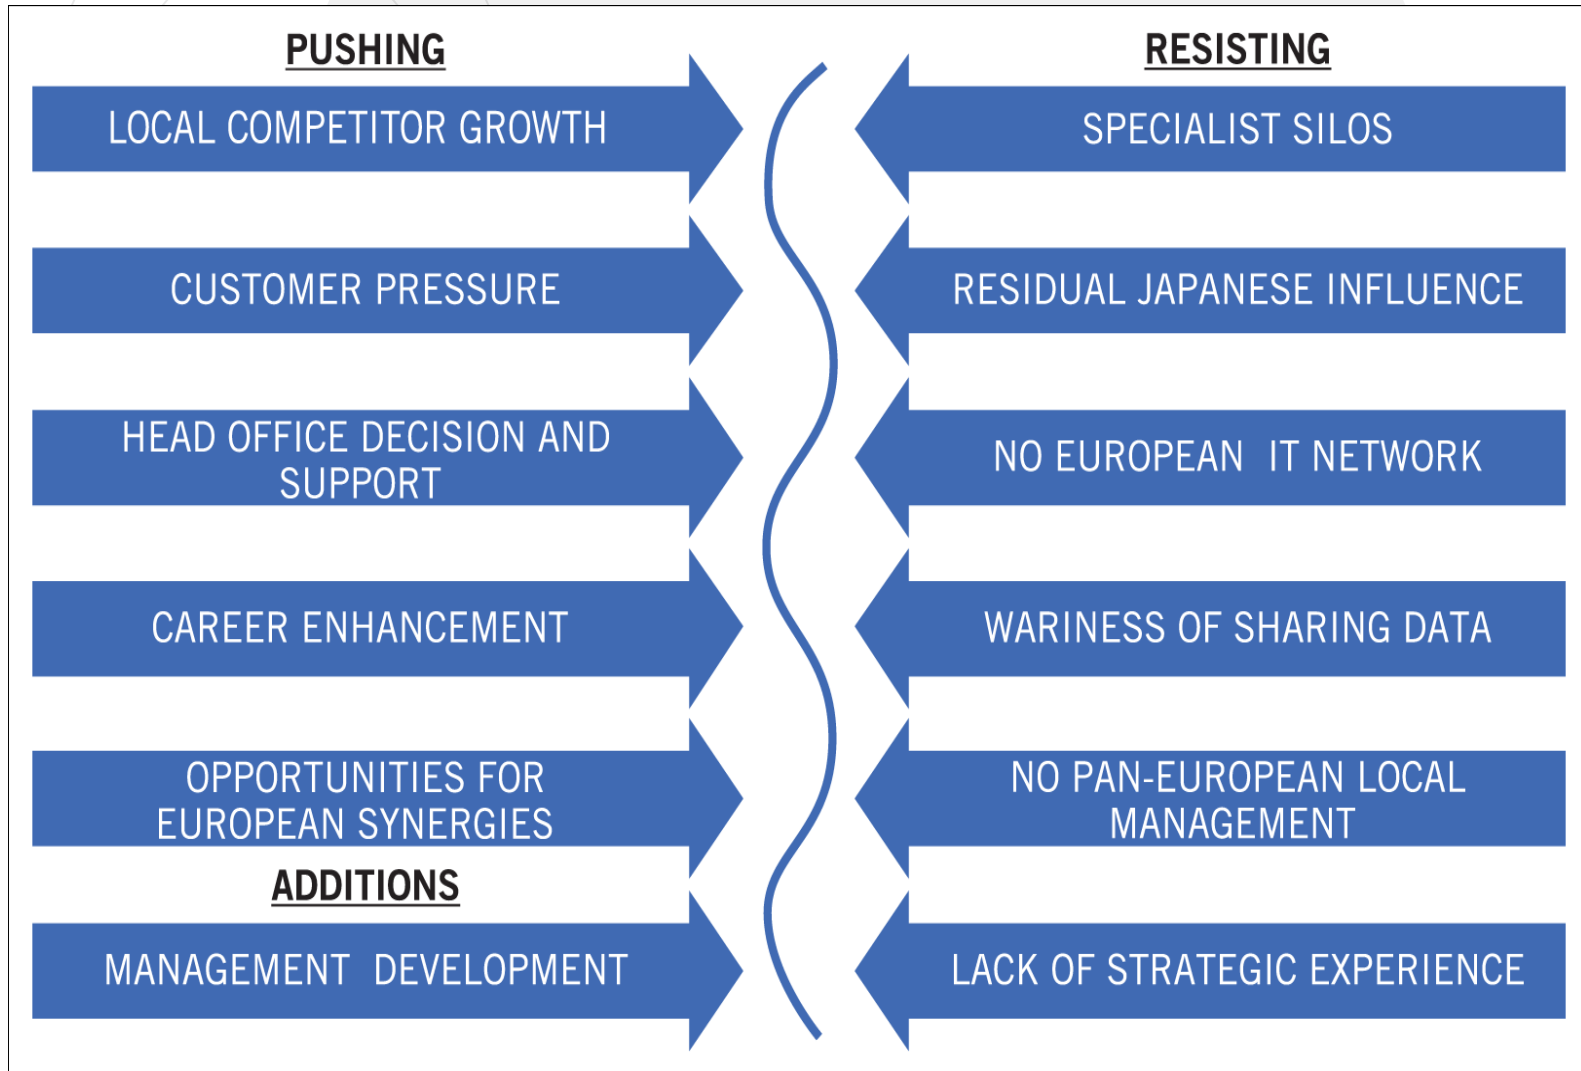 PUSHING
LOCAL COMPETITOR GROWTH
CUSTOMER PRESSURE
HEAD OFFICE DECISION AND
SUPPORT
CAREER ENHANCEMENT
OPPORTUNITIES FOR
EUROPEAN SYNERGIES
ADDITIONS
MANAGEMENT DEVELOPMENT
RESISTING
SPECIALIST SILOS
RESIDUAL JAPANESE INFLUENCE
NO EUROPEAN IT NETWORK
WARINESS OF SHARING DATA
NO PAN-EUROPEAN LOCAL
MANAGEMENT
LACK OF STRATEGIC EXPERIENCE